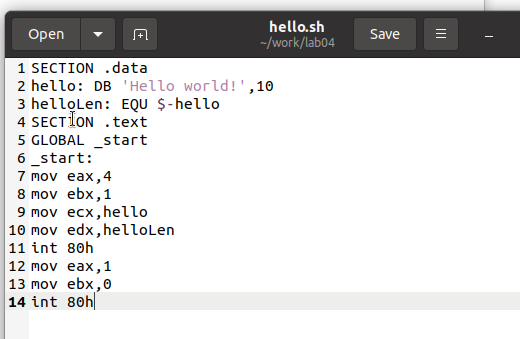 Open
hello.sh
~/work/lab04
Save
1 SECTION .data
2 hello: DB 'Hello world!',10
3 helloLen: EQU $-hello
4 SECTION .text
5 GLOBAL _start
6 _start:
7 mov eax,4
8 mov ebx,1
9 mov ecx,hello
10 mov edx,helloLen
11 int 80h
12 mov eax,1
13 mov ebx,0
14 int 80h